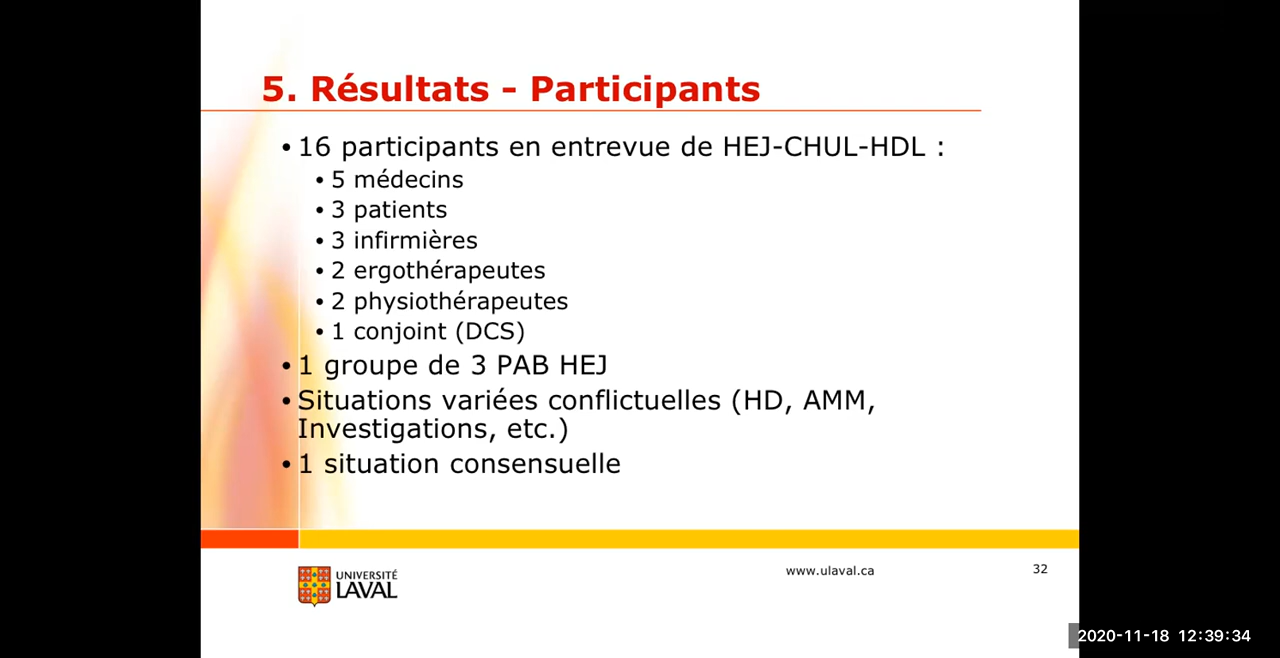 5. Résultats - Participants
• 16 participants en entrevue de HEJ-CHUL-HDL :
• 5 médecins
• 3 patients
• 3 infirmières
• 2 ergothérapeutes
• 2 physiothérapeutes
• 1 conjoint (DCS)
• 1 groupe de 3 PAB HEJ
• Situations variées conflictuelles (HD, AMM,
Investigations, etc.)
• 1 situation consensuelle
UNIVERSITÉ
LAVAL
www.ulaval.ca
32
2020-11-18 12:39:34